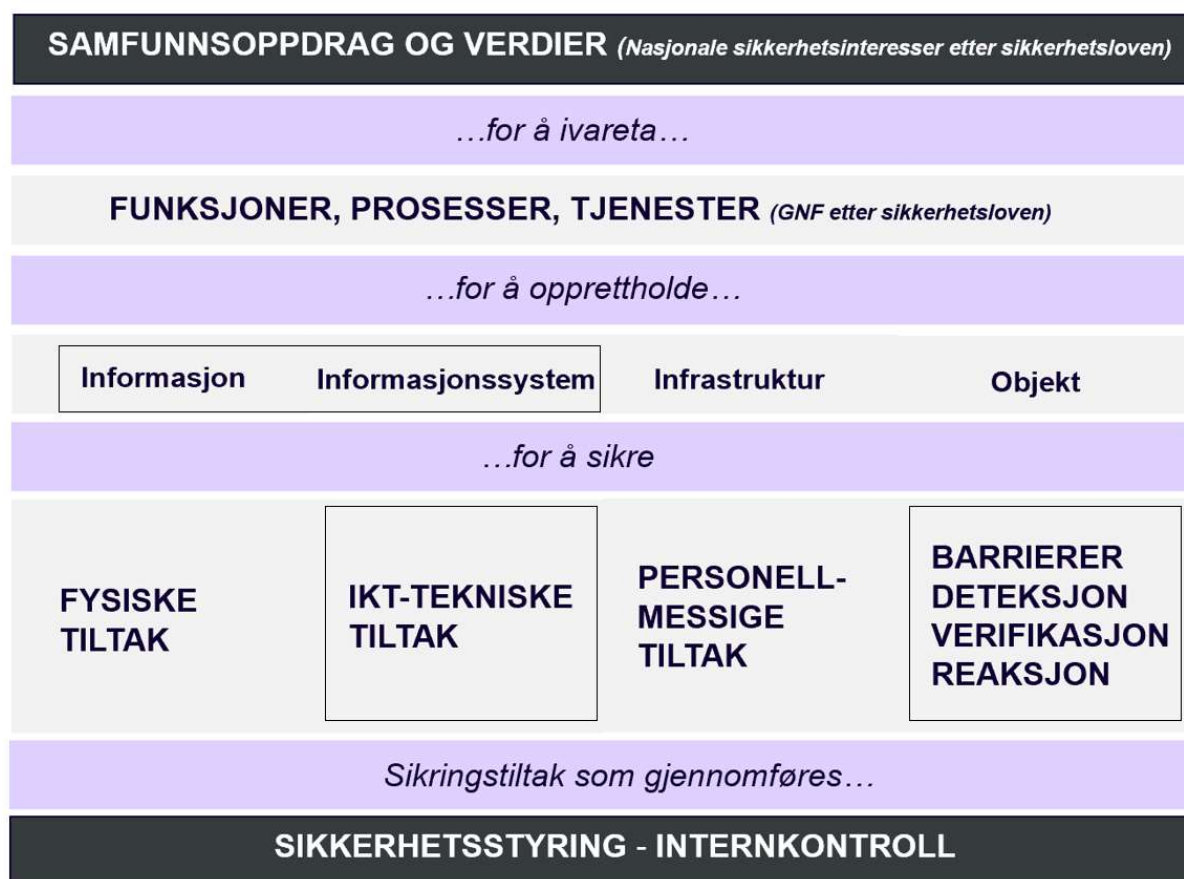 SAMFUNNSOPPDRAG OG VERDIER (Nasjonale sikkerhetsinteresser etter sikkerhetsloven)
…for å ivareta…
FUNKSJONER, PROSESSER, TJENESTER (GNF etter sikkerhetsloven)
…for å opprettholde…
Informasjon Informasjonssystem Infrastruktur Objekt
…for å sikre
FYSISKE
TILTAK
IKT-TEKNISKE
TILTAK
PERSONELL-
MESSIGE
TILTAK
BARRIERER
DETEKSJON
VERIFIKASJON
REAKSJON
Sikringstiltak som gjennomføres…
SIKKERHETSSTYRING - INTERNKONTROLL